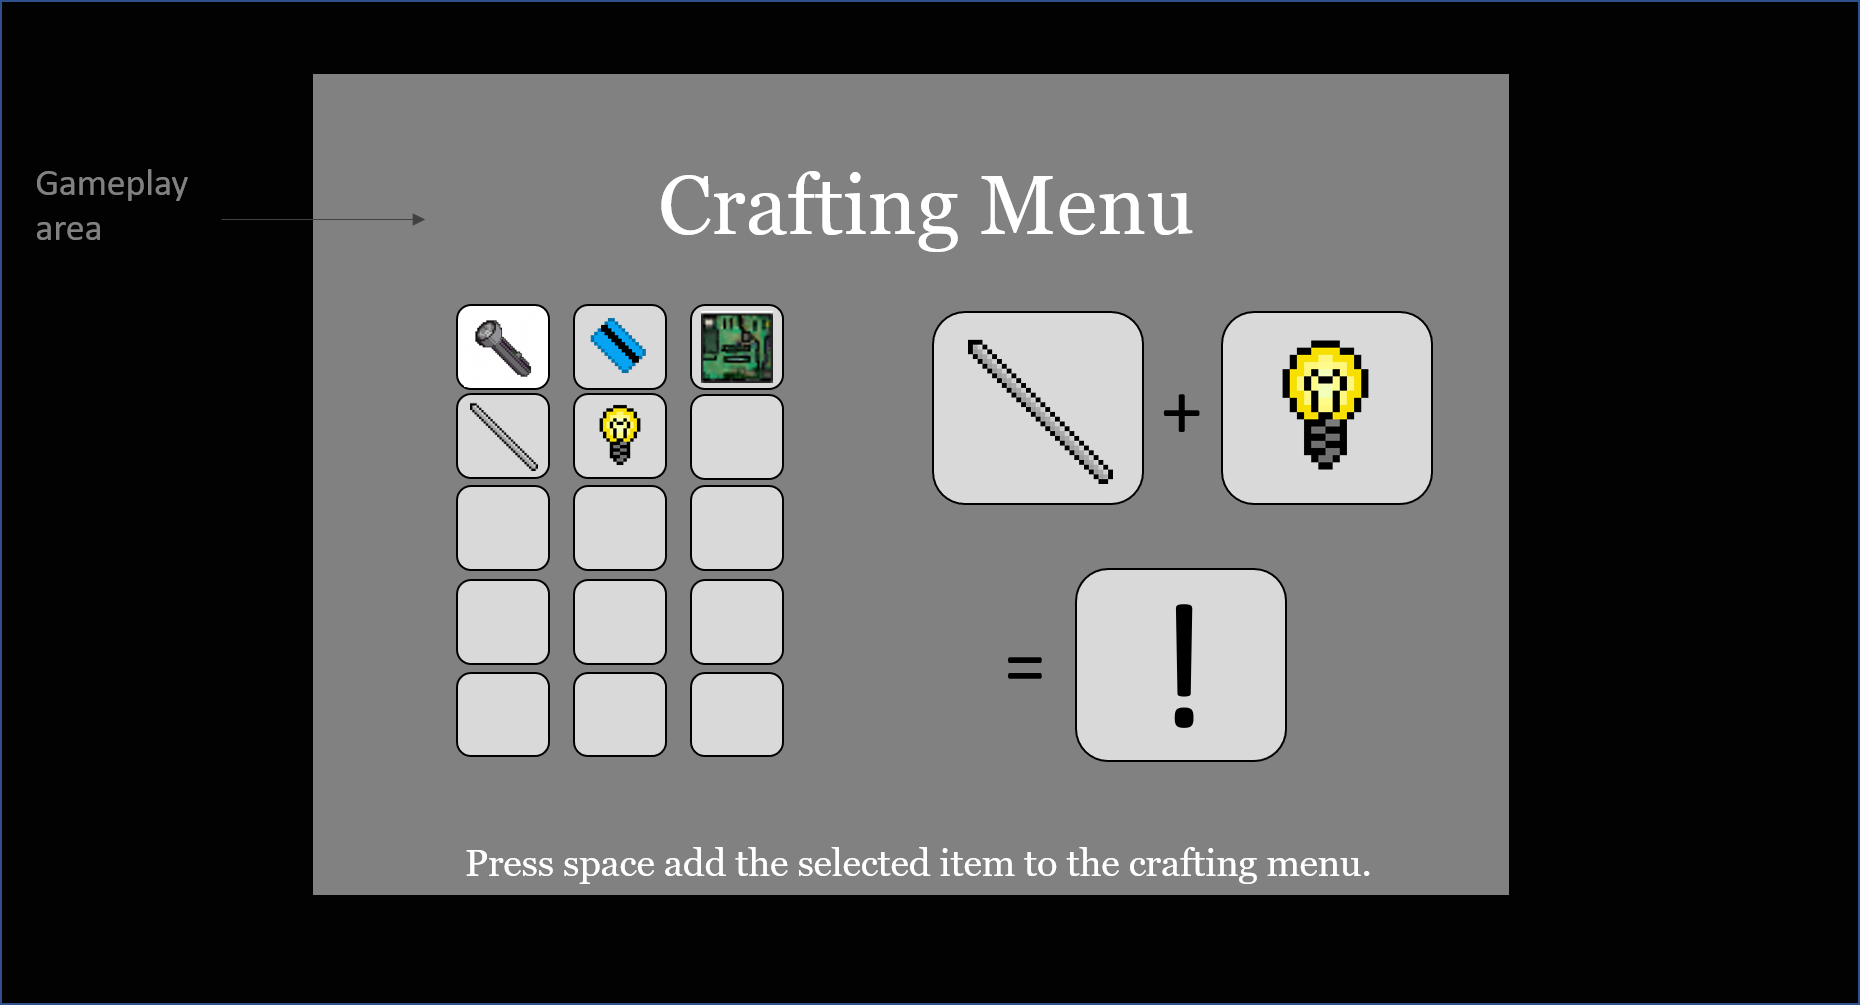 Gameplay
area
Crafting Menu
+
=
!
Press space add the selected item to the crafting menu.